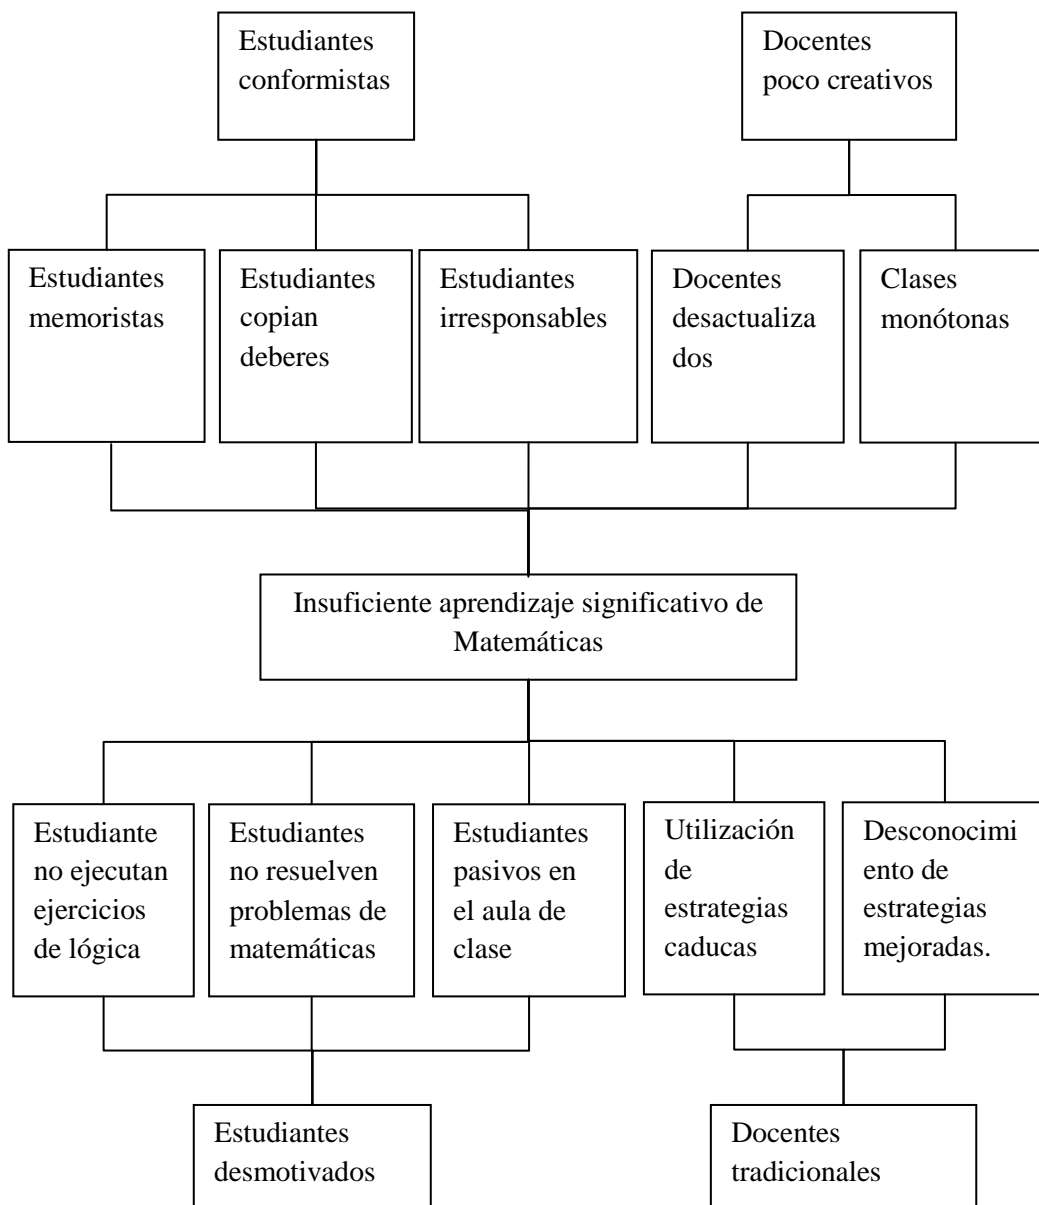 Estudiantes
conformistas
Docentes
poco creativos
Estudiantes
memoristas
Estudiantes
copian
deberes
Estudiantes
irresponsables
Docentes
desactualiza
dos
Clases
monótonas
Insuficiente aprendizaje significativo de
Matemáticas
Estudiante
no ejecutan
ejercicios
de lógica
Estudiantes
no resuelven
problemas de
matemáticas
Estudiantes
pasivos en
el aula de
clase
Utilización
de
estrategias
caducas
Desconocimi
ento de
estrategias
mejoradas.
Estudiantes
desmotivados
Docentes
tradicionales